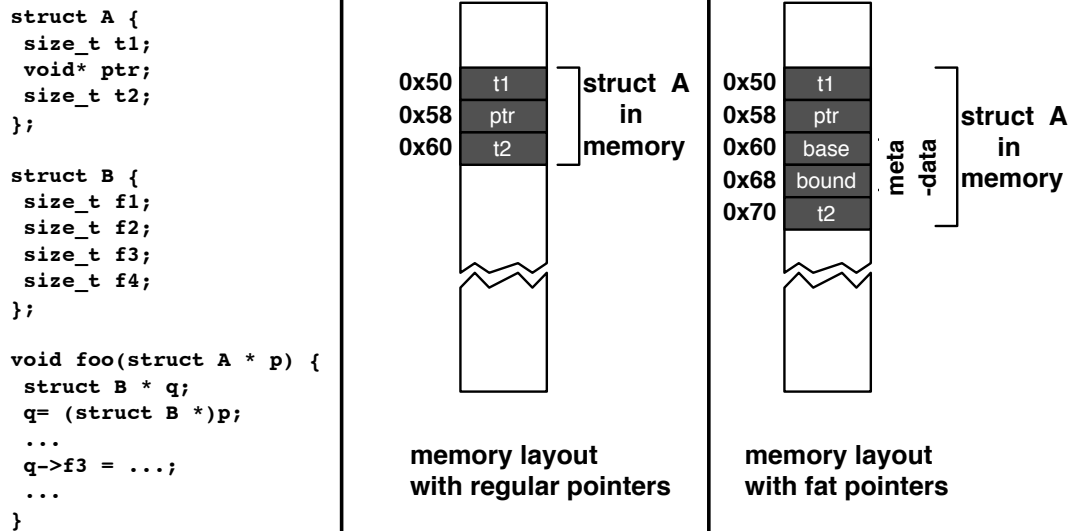 struct A {
size_t t1;
void* ptr;
size_t t2;
};
struct B {
size_t f1;
size_t f2;
size_t f3;
size_t f4;
};
void foo(struct A * p) {
struct B * q;
q= (struct B *)p;
...
q->f3 = ...;
...
}
0x50
0x58
0x60
t1
ptr
t2
struct A
in
memory
memory layout
with regular pointers
0x50
0x58
0x60
0x68
0x70
t1
ptr
base
bound
t2
meta
-data
struct A
in
memory
memory layout
with fat pointers